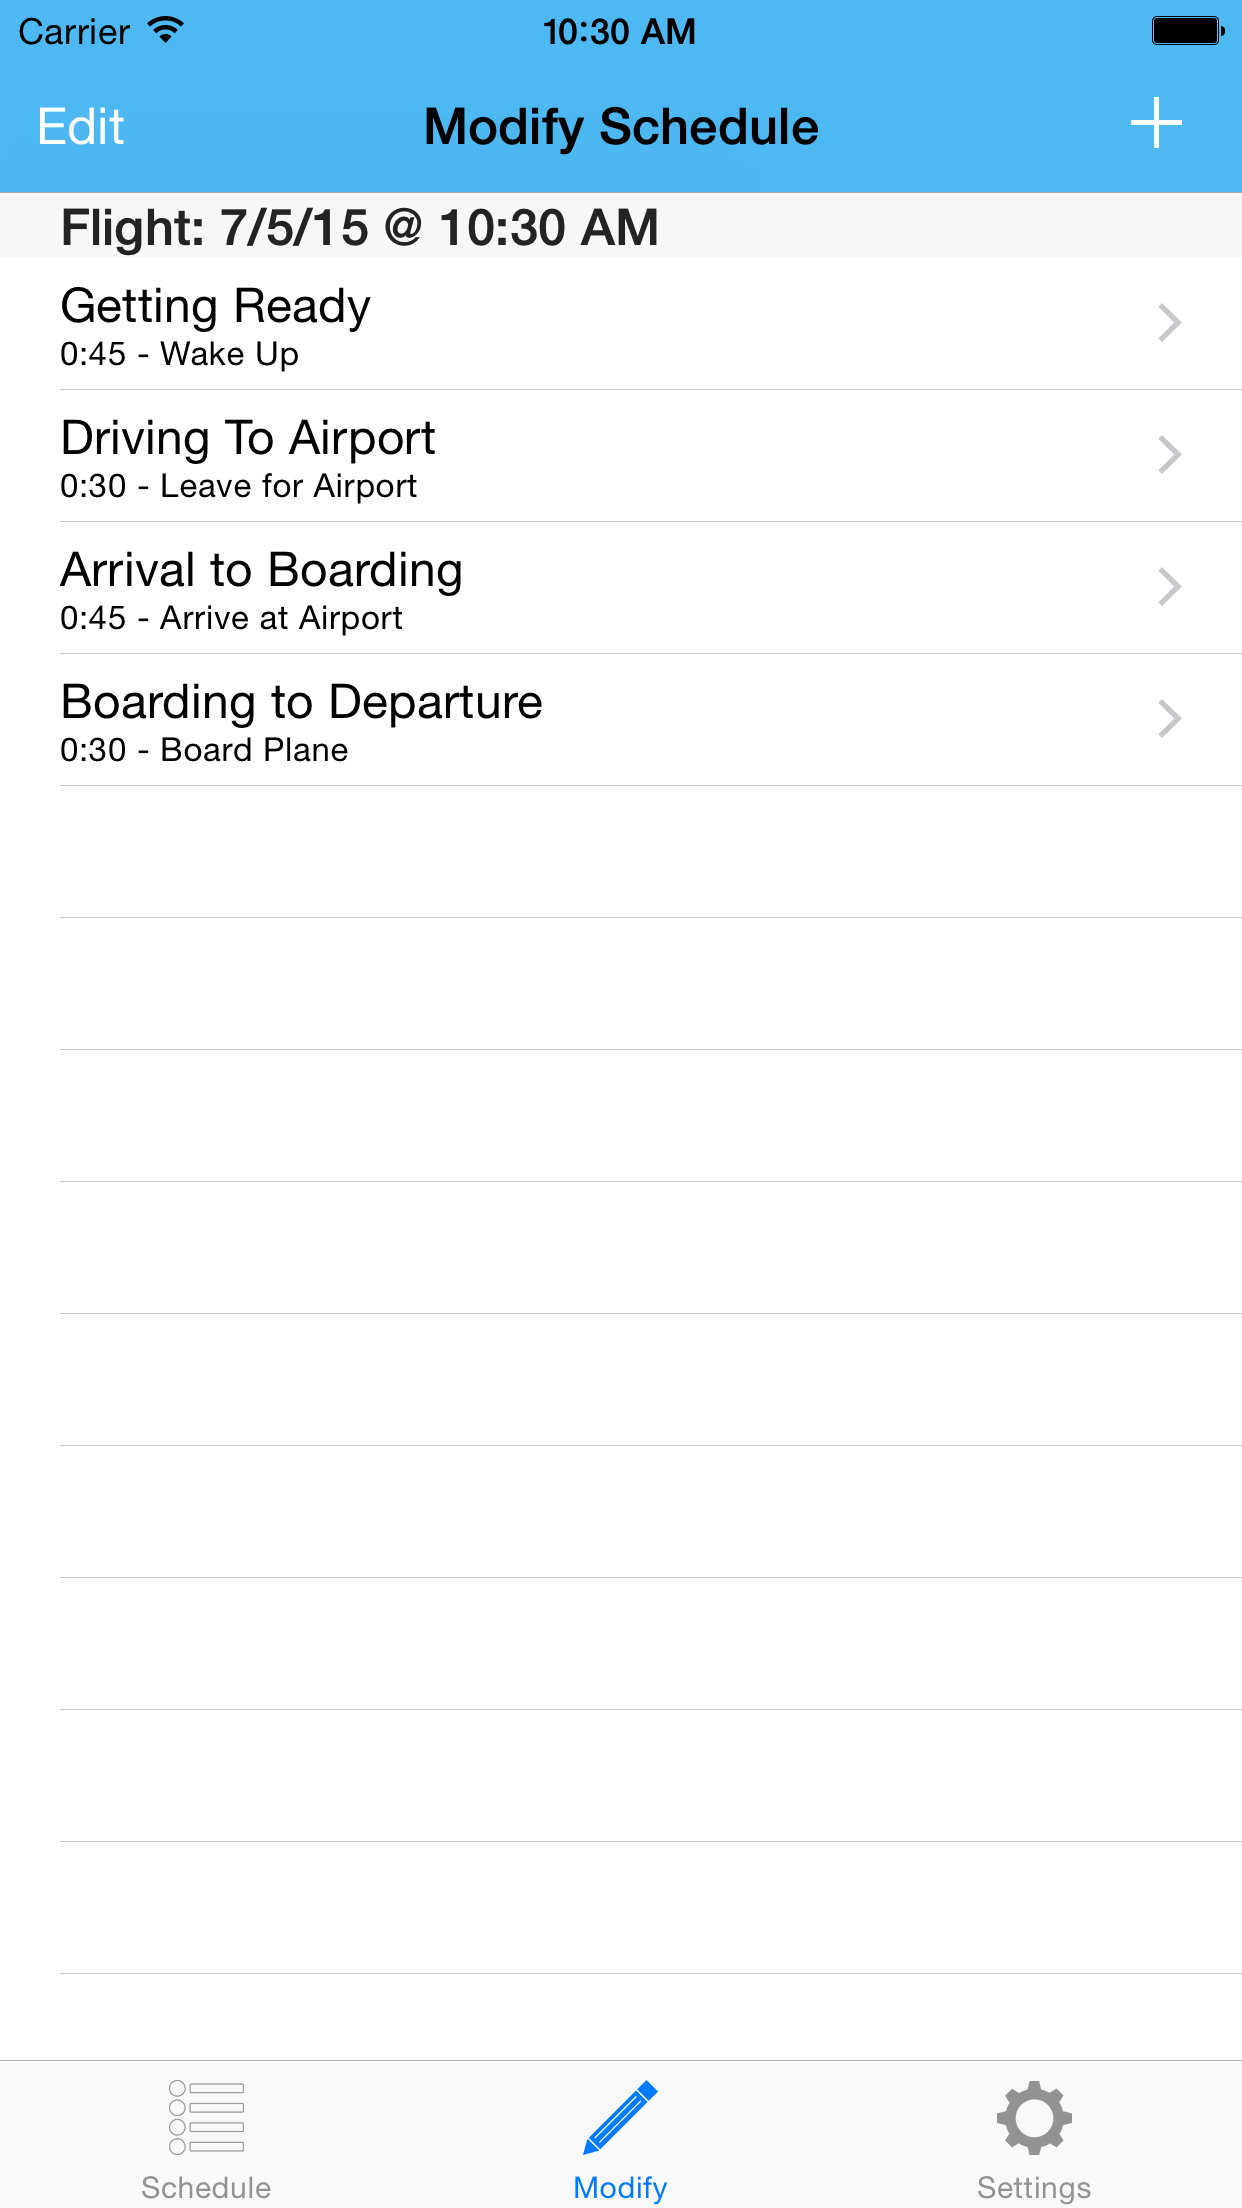 Carrier 10:30 AM
Edit Modify Schedule +
Flight: 7/5/15 @ 10:30 AM
Getting Ready
0:45 - Wake Up
Driving To Airport
0:30 - Leave for Airport
Arrival to Boarding
0:45 - Arrive at Airport
Boarding to Departure
0:30 - Board Plane
Schedule Modify Settings